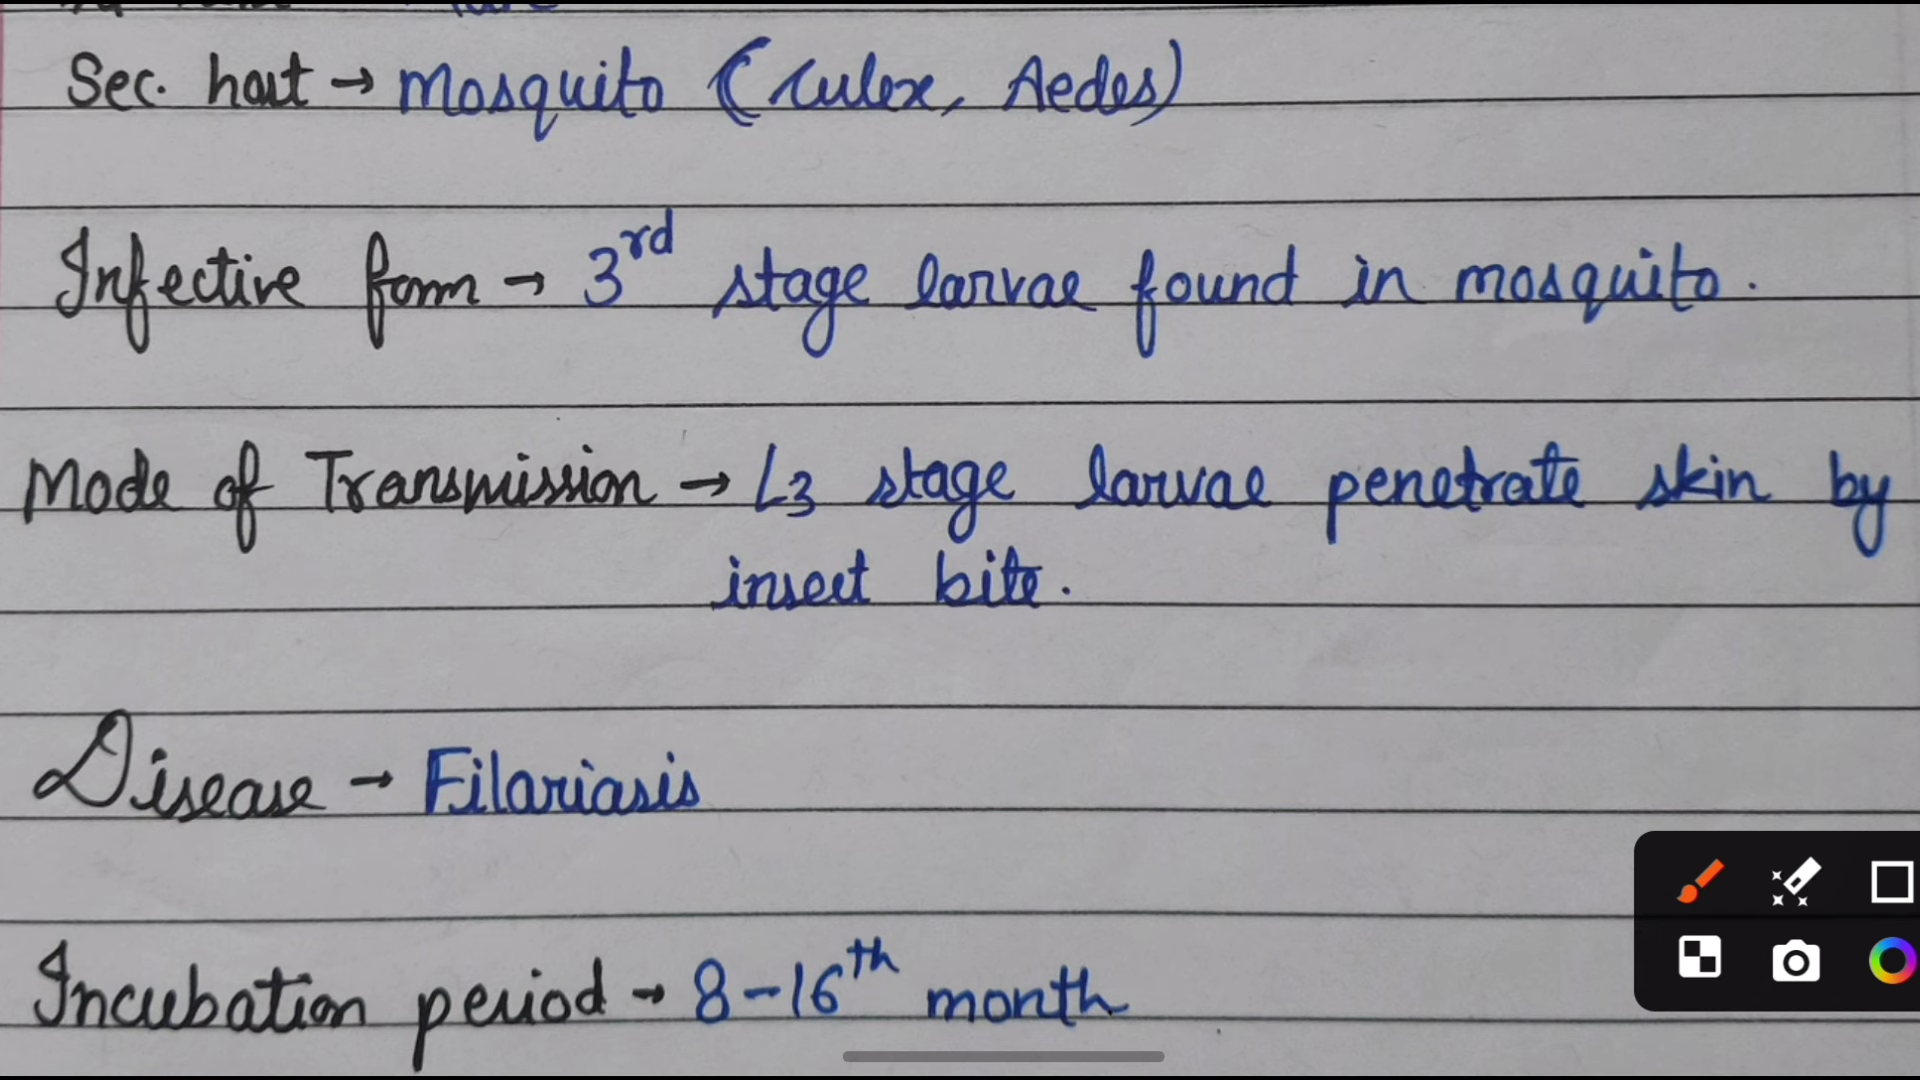 Sec. host → Mosquito (Culex, Aedes)
Infective form → 3rd stage larvae found in mosquito.
Mode of Transmission → L3 stage larvae penetrate skin by
insect bite.
Disease → Filariasis
Incubation period → 8-16th month